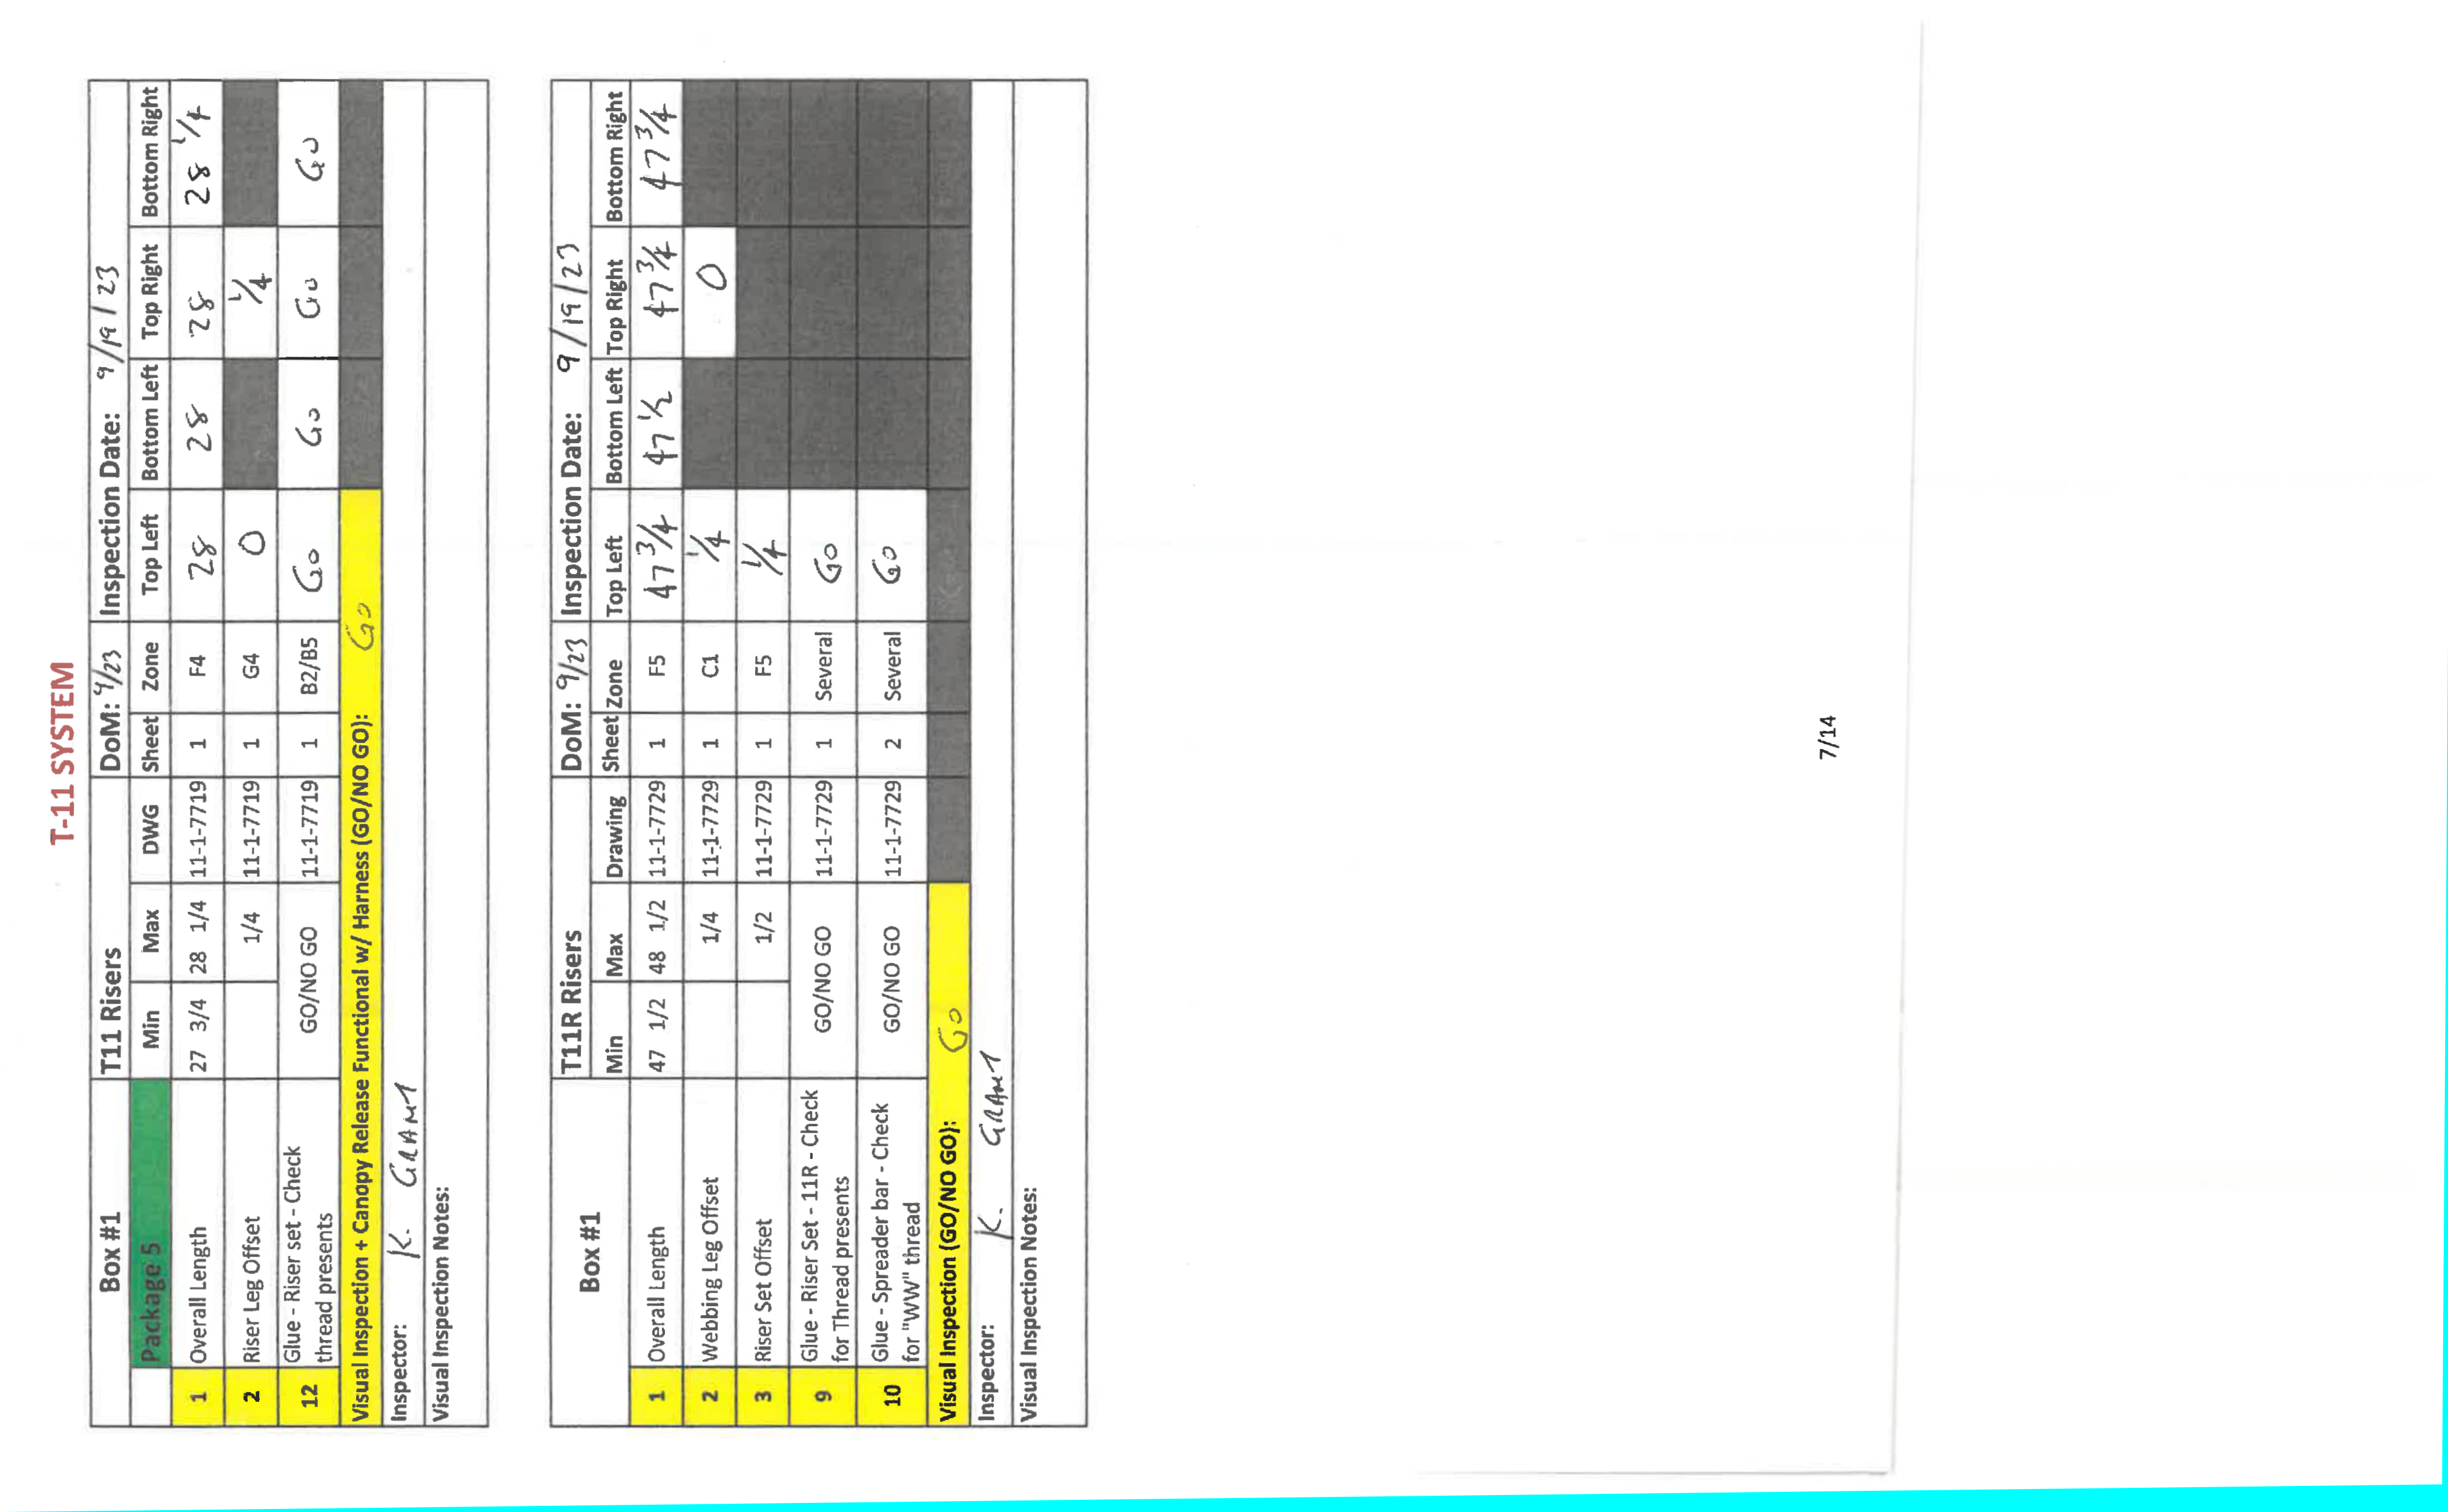 T-11 SYSTEM
Box #1 T11 Risers DoM: 9/23 Inspection Date: 9/19/23
Package 5 Min Max DWG Sheet Zone Top Left Bottom Left Top Right Bottom Right
1 Overall Length 27 3/4 28 1/4 11-1-7719 1 F4 28 28 28 28 1/4
2 Riser Leg Offset 1/4 11-1-7719 1 G4 0 1/4
12 Glue - Riser set - Check GO/NO GO 11-1-7719 1 B2/B5 Go Go Go Go
thread presents
Visual Inspection + Canopy Release Functional w/ Harness (GO/NO GO): Go
Inspector: K. GRANT
Visual Inspection Notes:
Box #1 T11R Risers DoM: 9/23 Inspection Date: 9/19/23
Min Max Drawing Sheet Zone Top Left Bottom Left Top Right Bottom Right
1 Overall Length 47 1/2 48 1/2 11-1-7729 1 F5 47 3/4 47 1/2 47 3/4 47 3/4
2 Webbing Leg Offset 1/4 11-1-7729 1 C1 1/4 0
3 Riser Set Offset 1/2 11-1-7729 1 F5 1/4
9 Glue - Riser Set - 11R - Check GO/NO GO 11-1-7729 1 Several Go
for Thread presents
10 Glue - Spreader bar - Check GO/NO GO 11-1-7729 2 Several Go
for "WW" thread
Visual Inspection (GO/NO GO): Go
Inspector: K. GRANT
Visual Inspection Notes:
7/14